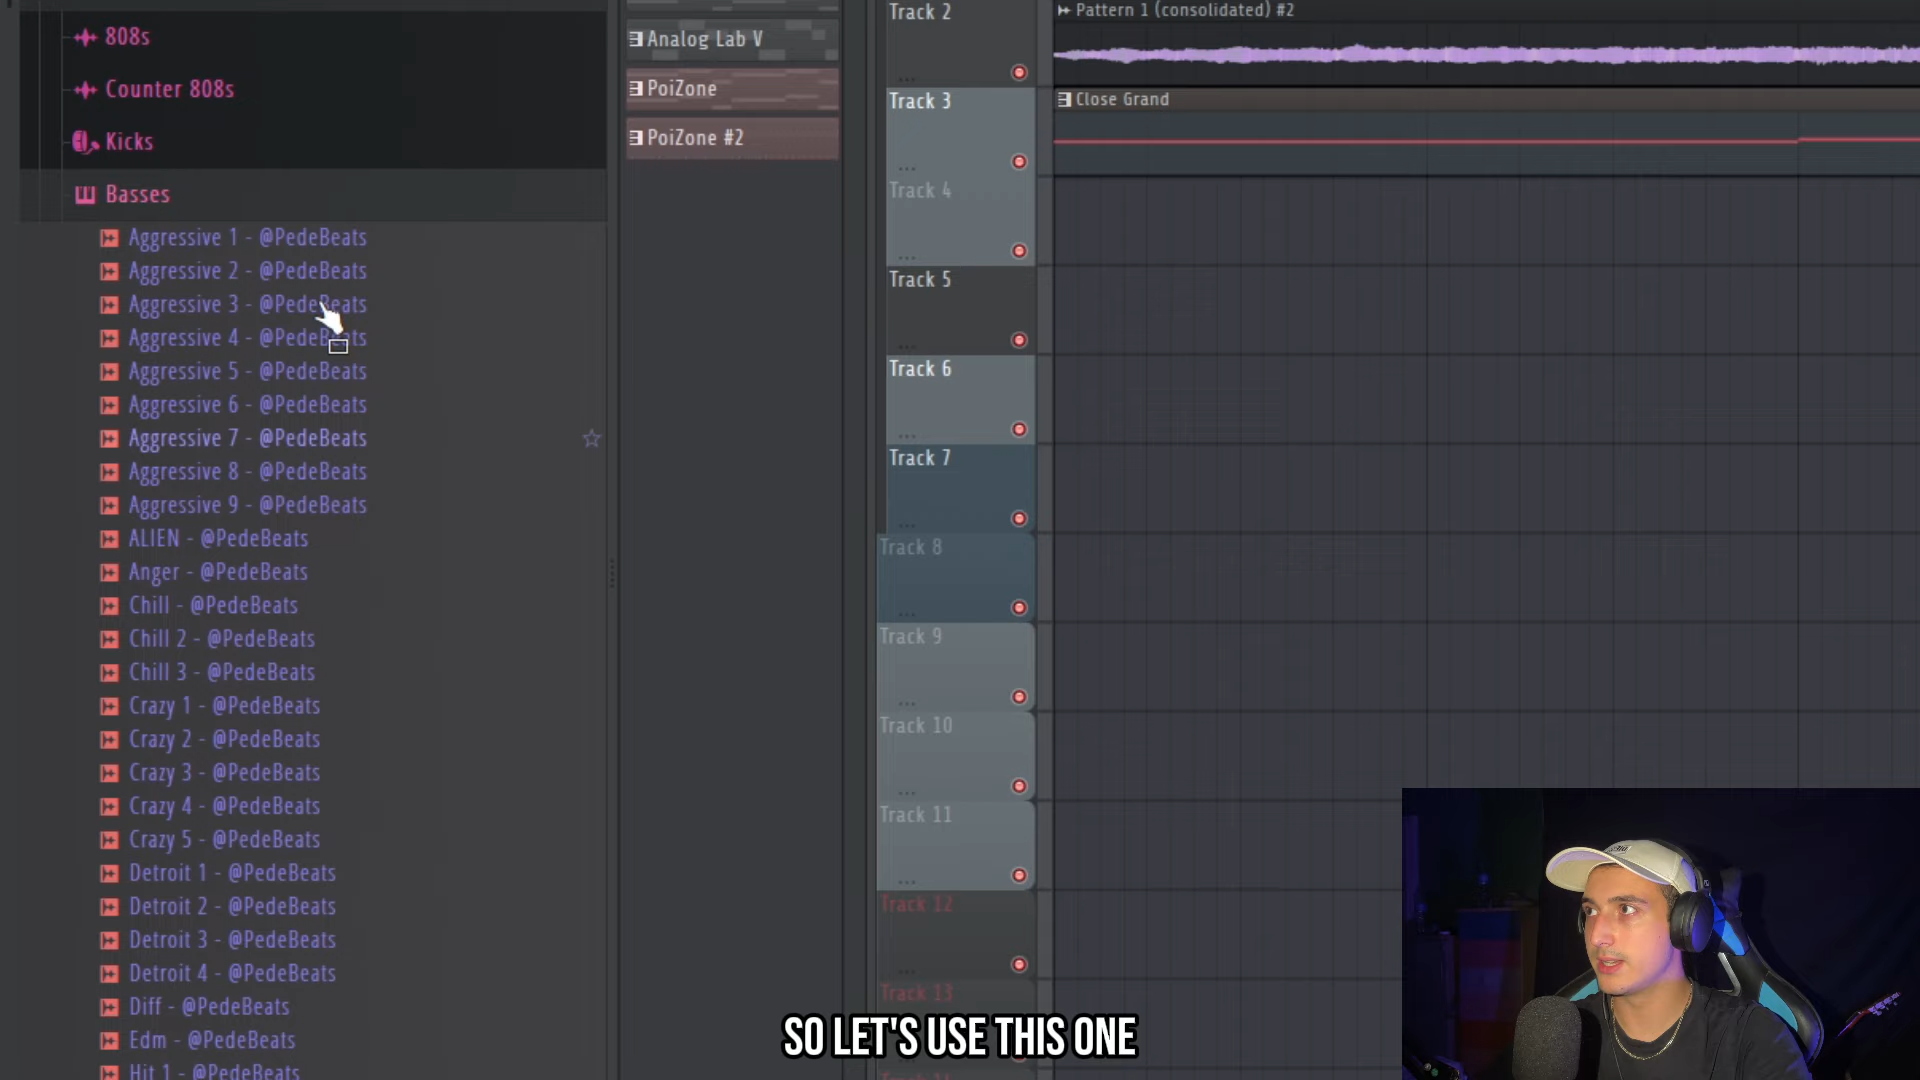 808s
Counter 808s
Kicks
Basses
Aggressive 1 - @PedeBeats
Aggressive 2 - @PedeBeats
Aggressive 3 - @PedeBeats
Aggressive 4 - @PedeBeats
Aggressive 5 - @PedeBeats
Aggressive 6 - @PedeBeats
Aggressive 7 - @PedeBeats
Aggressive 8 - @PedeBeats
Aggressive 9 - @PedeBeats
ALIEN - @PedeBeats
Anger - @PedeBeats
Chill - @PedeBeats
Chill 2 - @PedeBeats
Chill 3 - @PedeBeats
Crazy 1 - @PedeBeats
Crazy 2 - @PedeBeats
Crazy 3 - @PedeBeats
Crazy 4 - @PedeBeats
Crazy 5 - @PedeBeats
Detroit 1 - @PedeBeats
Detroit 2 - @PedeBeats
Detroit 3 - @PedeBeats
Detroit 4 - @PedeBeats
Diff - @PedeBeats
Edm - @PedeBeats
Hit 1 - @PedeBeats
Analog Lab V
PoiZone
PoiZone #2
Track 2
Track 3
Track 4
Track 5
Track 6
Track 7
Track 8
Track 9
Track 10
Track 11
Track 12
Track 13
Pattern 1 (consolidated) #2
Close Grand
SO LET'S USE THIS ONE